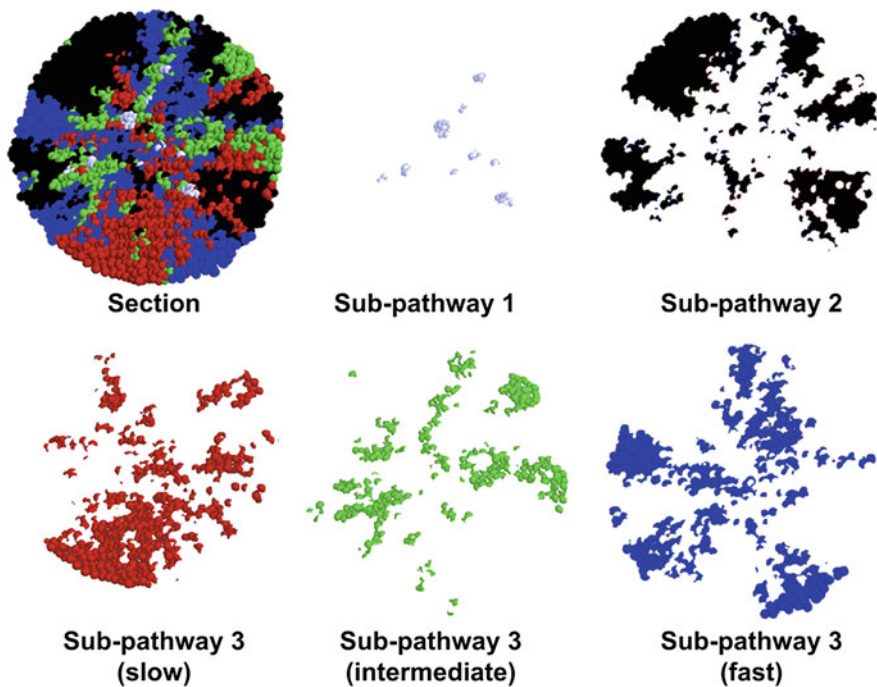 Section
Sub-pathway 1
Sub-pathway 2
Sub-pathway 3
(slow)
Sub-pathway 3
(intermediate)
Sub-pathway 3
(fast)